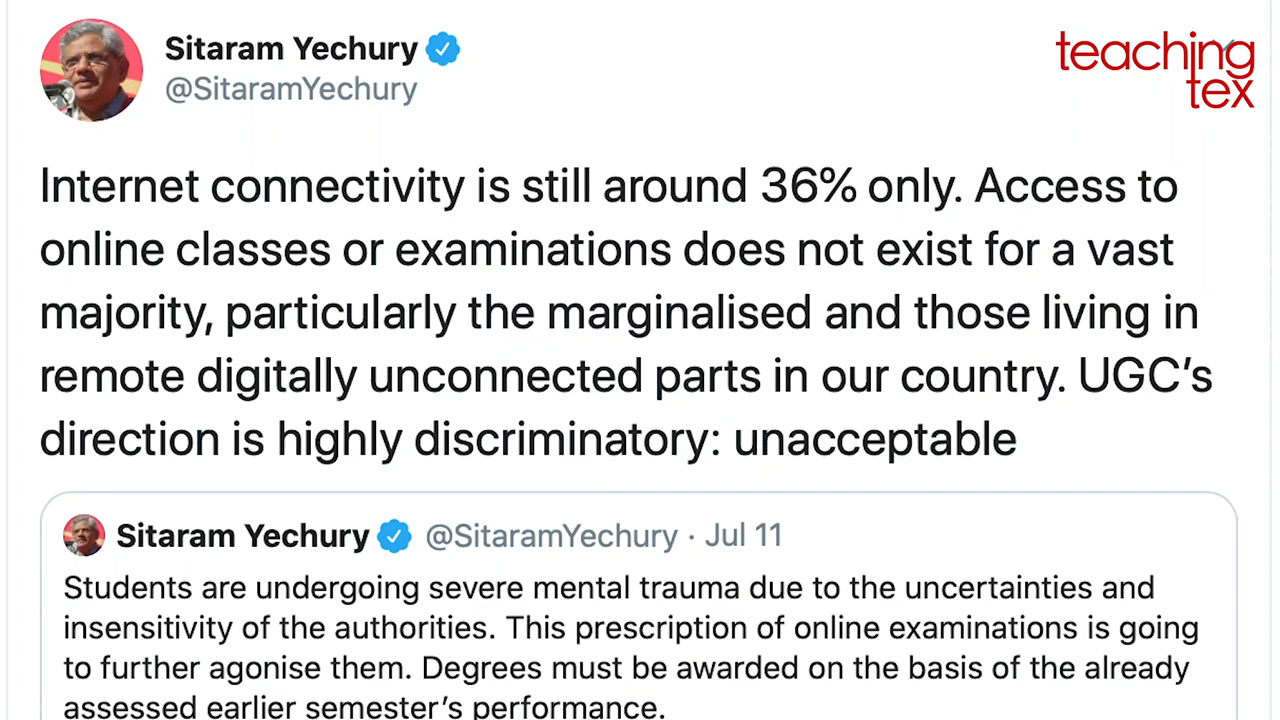 Sitaram Yechury
@SitaramYechury
teaching
tex
Internet connectivity is still around 36% only. Access to
online classes or examinations does not exist for a vast
majority, particularly the marginalised and those living in
remote digitally unconnected parts in our country. UGC’s
direction is highly discriminatory: unacceptable
Sitaram Yechury @SitaramYechury · Jul 11
Students are undergoing severe mental trauma due to the uncertainties and
insensitivity of the authorities. This prescription of online examinations is going
to further agonise them. Degrees must be awarded on the basis of the already
assessed earlier semester’s performance.